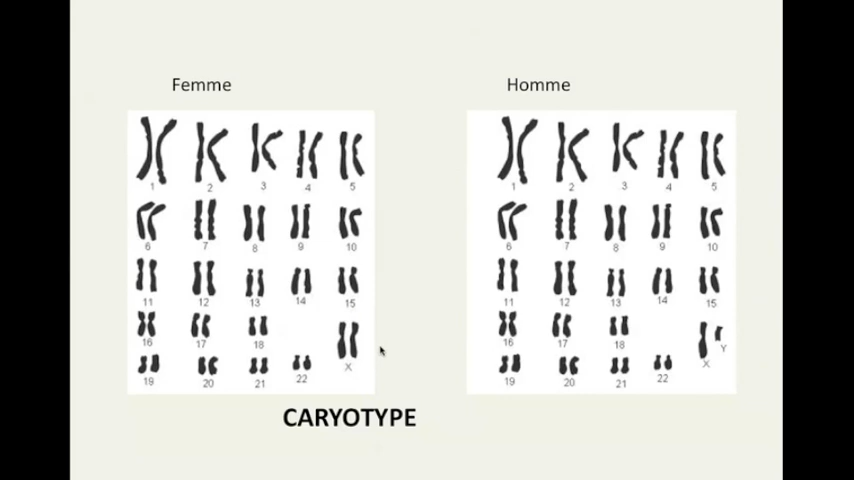 Femme
1 2 3 4 5
6 7 8 9 10
11 12 13 14 15
16 17 18
X
19 20 21 22
Homme
1 2 3 4 5
6 7 8 9 10
11 12 13 14 15
16 17 18
Y
X
19 20 21 22
CARYOTYPE